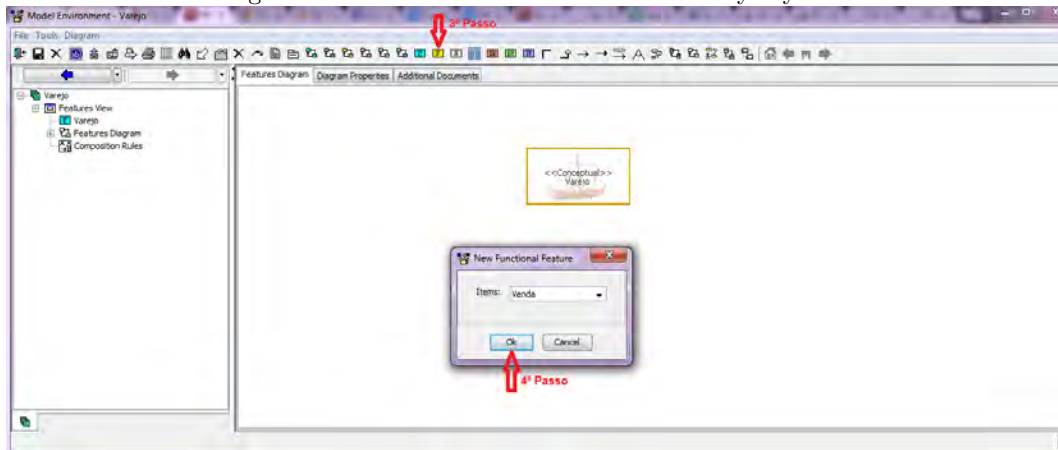 Model Environment - Varejo
3º Passo
File Tools Diagram
Features Diagram Diagram Properties Additional Documents
Varejo
Features View
Varejo
Features Diagram
Composition Rules
<<Conceptual>>
Varejo
New Functional Feature
Items: Venda
Ok Cancel
4º Passo